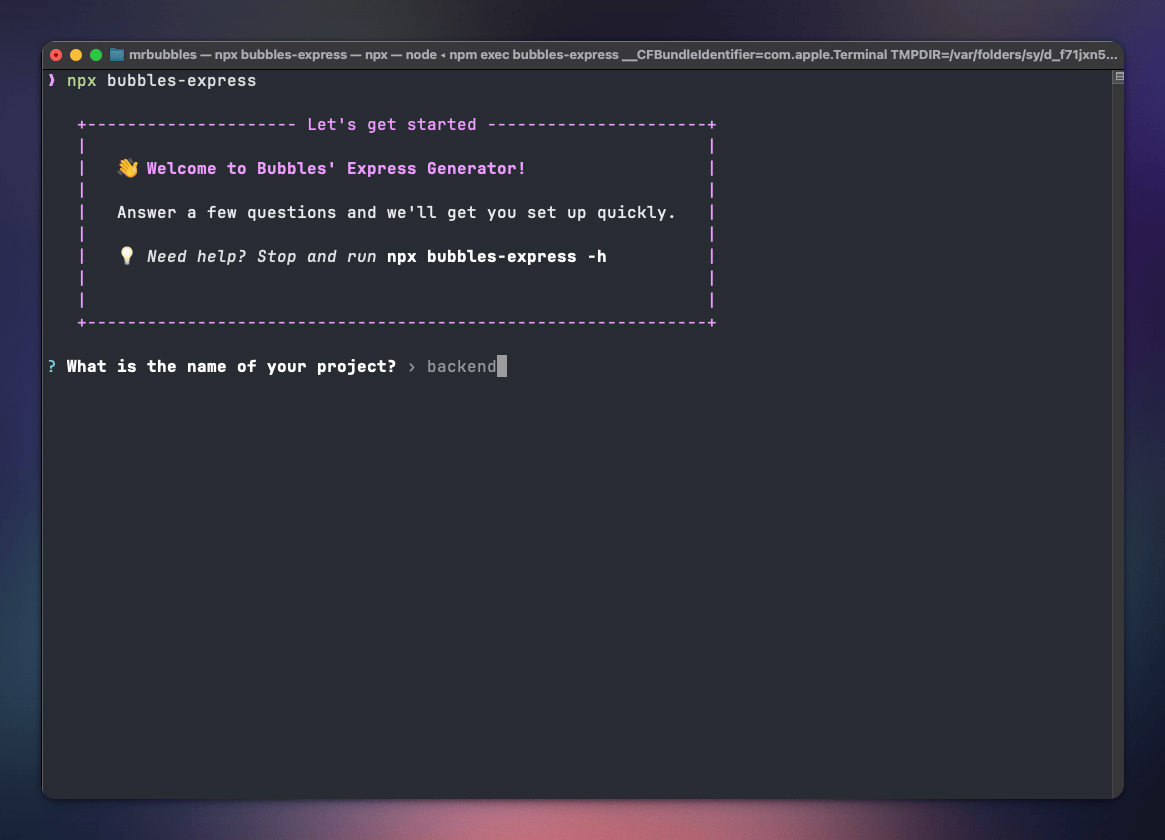 mrbubbles — npx bubbles-express — npx — node ◂ npm exec bubbles-express __CFBundleIdentifier=com.apple.Terminal TMPDIR=/var/folders/sy/d_f71jxn5...
❯ npx bubbles-express
+--------------------- Let's get started ----------------------+
👋 Welcome to Bubbles' Express Generator!
Answer a few questions and we'll get you set up quickly.
💡 Need help? Stop and run npx bubbles-express -h
+--------------------------------------------------------------+
? What is the name of your project? › backend